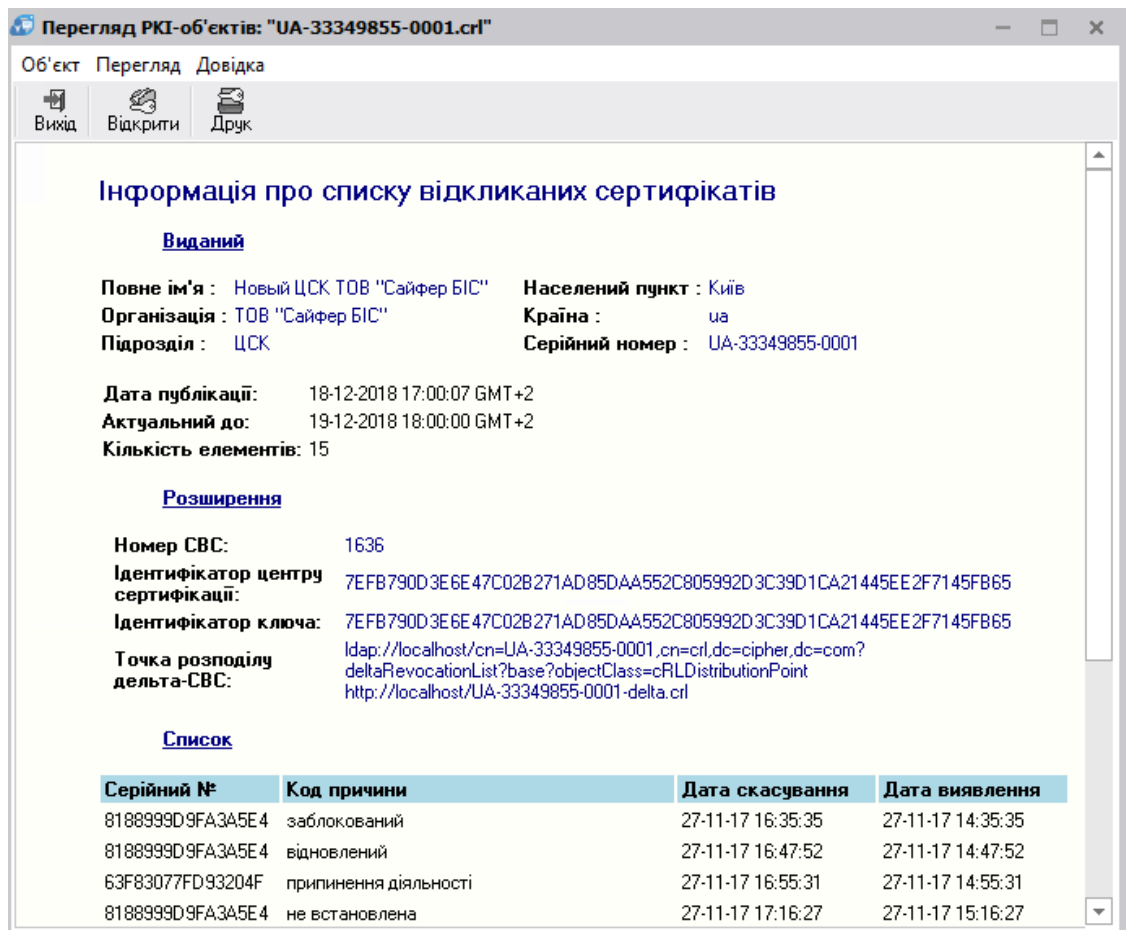 Перегляд PKI-об'єктів: "UA-33349855-0001.crl"
Об'єкт Перегляд Довідка
Вихід Відкрити Друк
Інформація про списку відкликаних сертифікатів
Виданий
Повне ім'я : Новый ЦСК ТОВ "Сайфер БІС" Населений пункт : Київ
Організація : ТОВ "Сайфер БІС" Країна : ua
Підрозділ : ЦСК Серійний номер : UA-33349855-0001
Дата публікації: 18-12-2018 17:00:07 GMT+2
Актуальний до: 19-12-2018 18:00:00 GMT+2
Кількість елементів: 15
Розширення
Номер СВС: 1636
Ідентифікатор центру
сертифікації: 7EFB790D3E6E47C02B271AD85DAA552C805992D3C39D1CA21445EE2F7145FB65
Ідентифікатор ключа: 7EFB790D3E6E47C02B271AD85DAA552C805992D3C39D1CA21445EE2F7145FB65
Точка розподілу
дельта-СВС:
ldap://localhost/cn=UA-33349855-0001,cn=crl,dc=cipher,dc=com?
deltaRevocationList?base?objectClass=cRLDistributionPoint
http://localhost/UA-33349855-0001-delta.crl
Список
Серійний № Код причини Дата скасування Дата виявлення
8188999D9FA3A5E4 заблокований 27-11-17 16:35:35 27-11-17 14:35:35
8188999D9FA3A5E4 відновлений 27-11-17 16:47:52 27-11-17 14:47:52
63F83077FD93204F припинення діяльності 27-11-17 16:55:31 27-11-17 14:55:31
8188999D9FA3A5E4 не встановлена 27-11-17 17:16:27 27-11-17 15:16:27